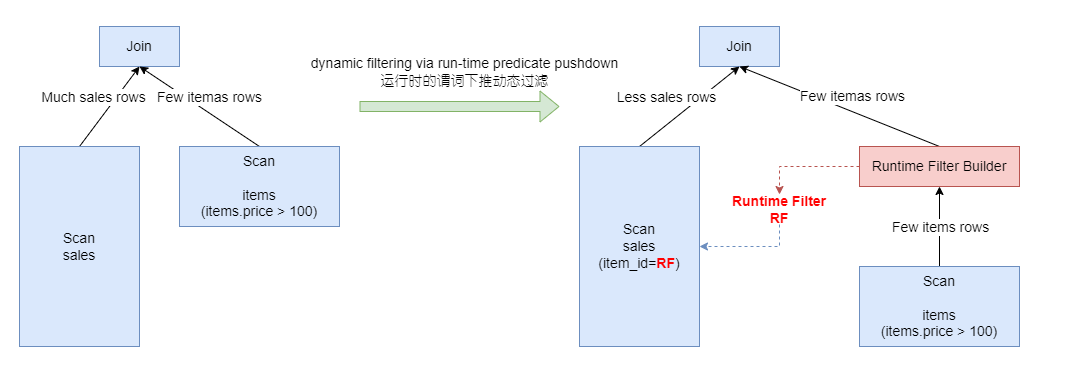 Join
Much sales rows
Few itemas rows
Scan
items
(items.price > 100)
Scan
sales
dynamic filtering via run-time predicate pushdown
运行时的谓词下推动态过滤
Join
Less sales rows
Few itemas rows
Runtime Filter Builder
Runtime Filter
RF
Few items rows
Scan
sales
(item_id=RF)
Scan
items
(items.price > 100)